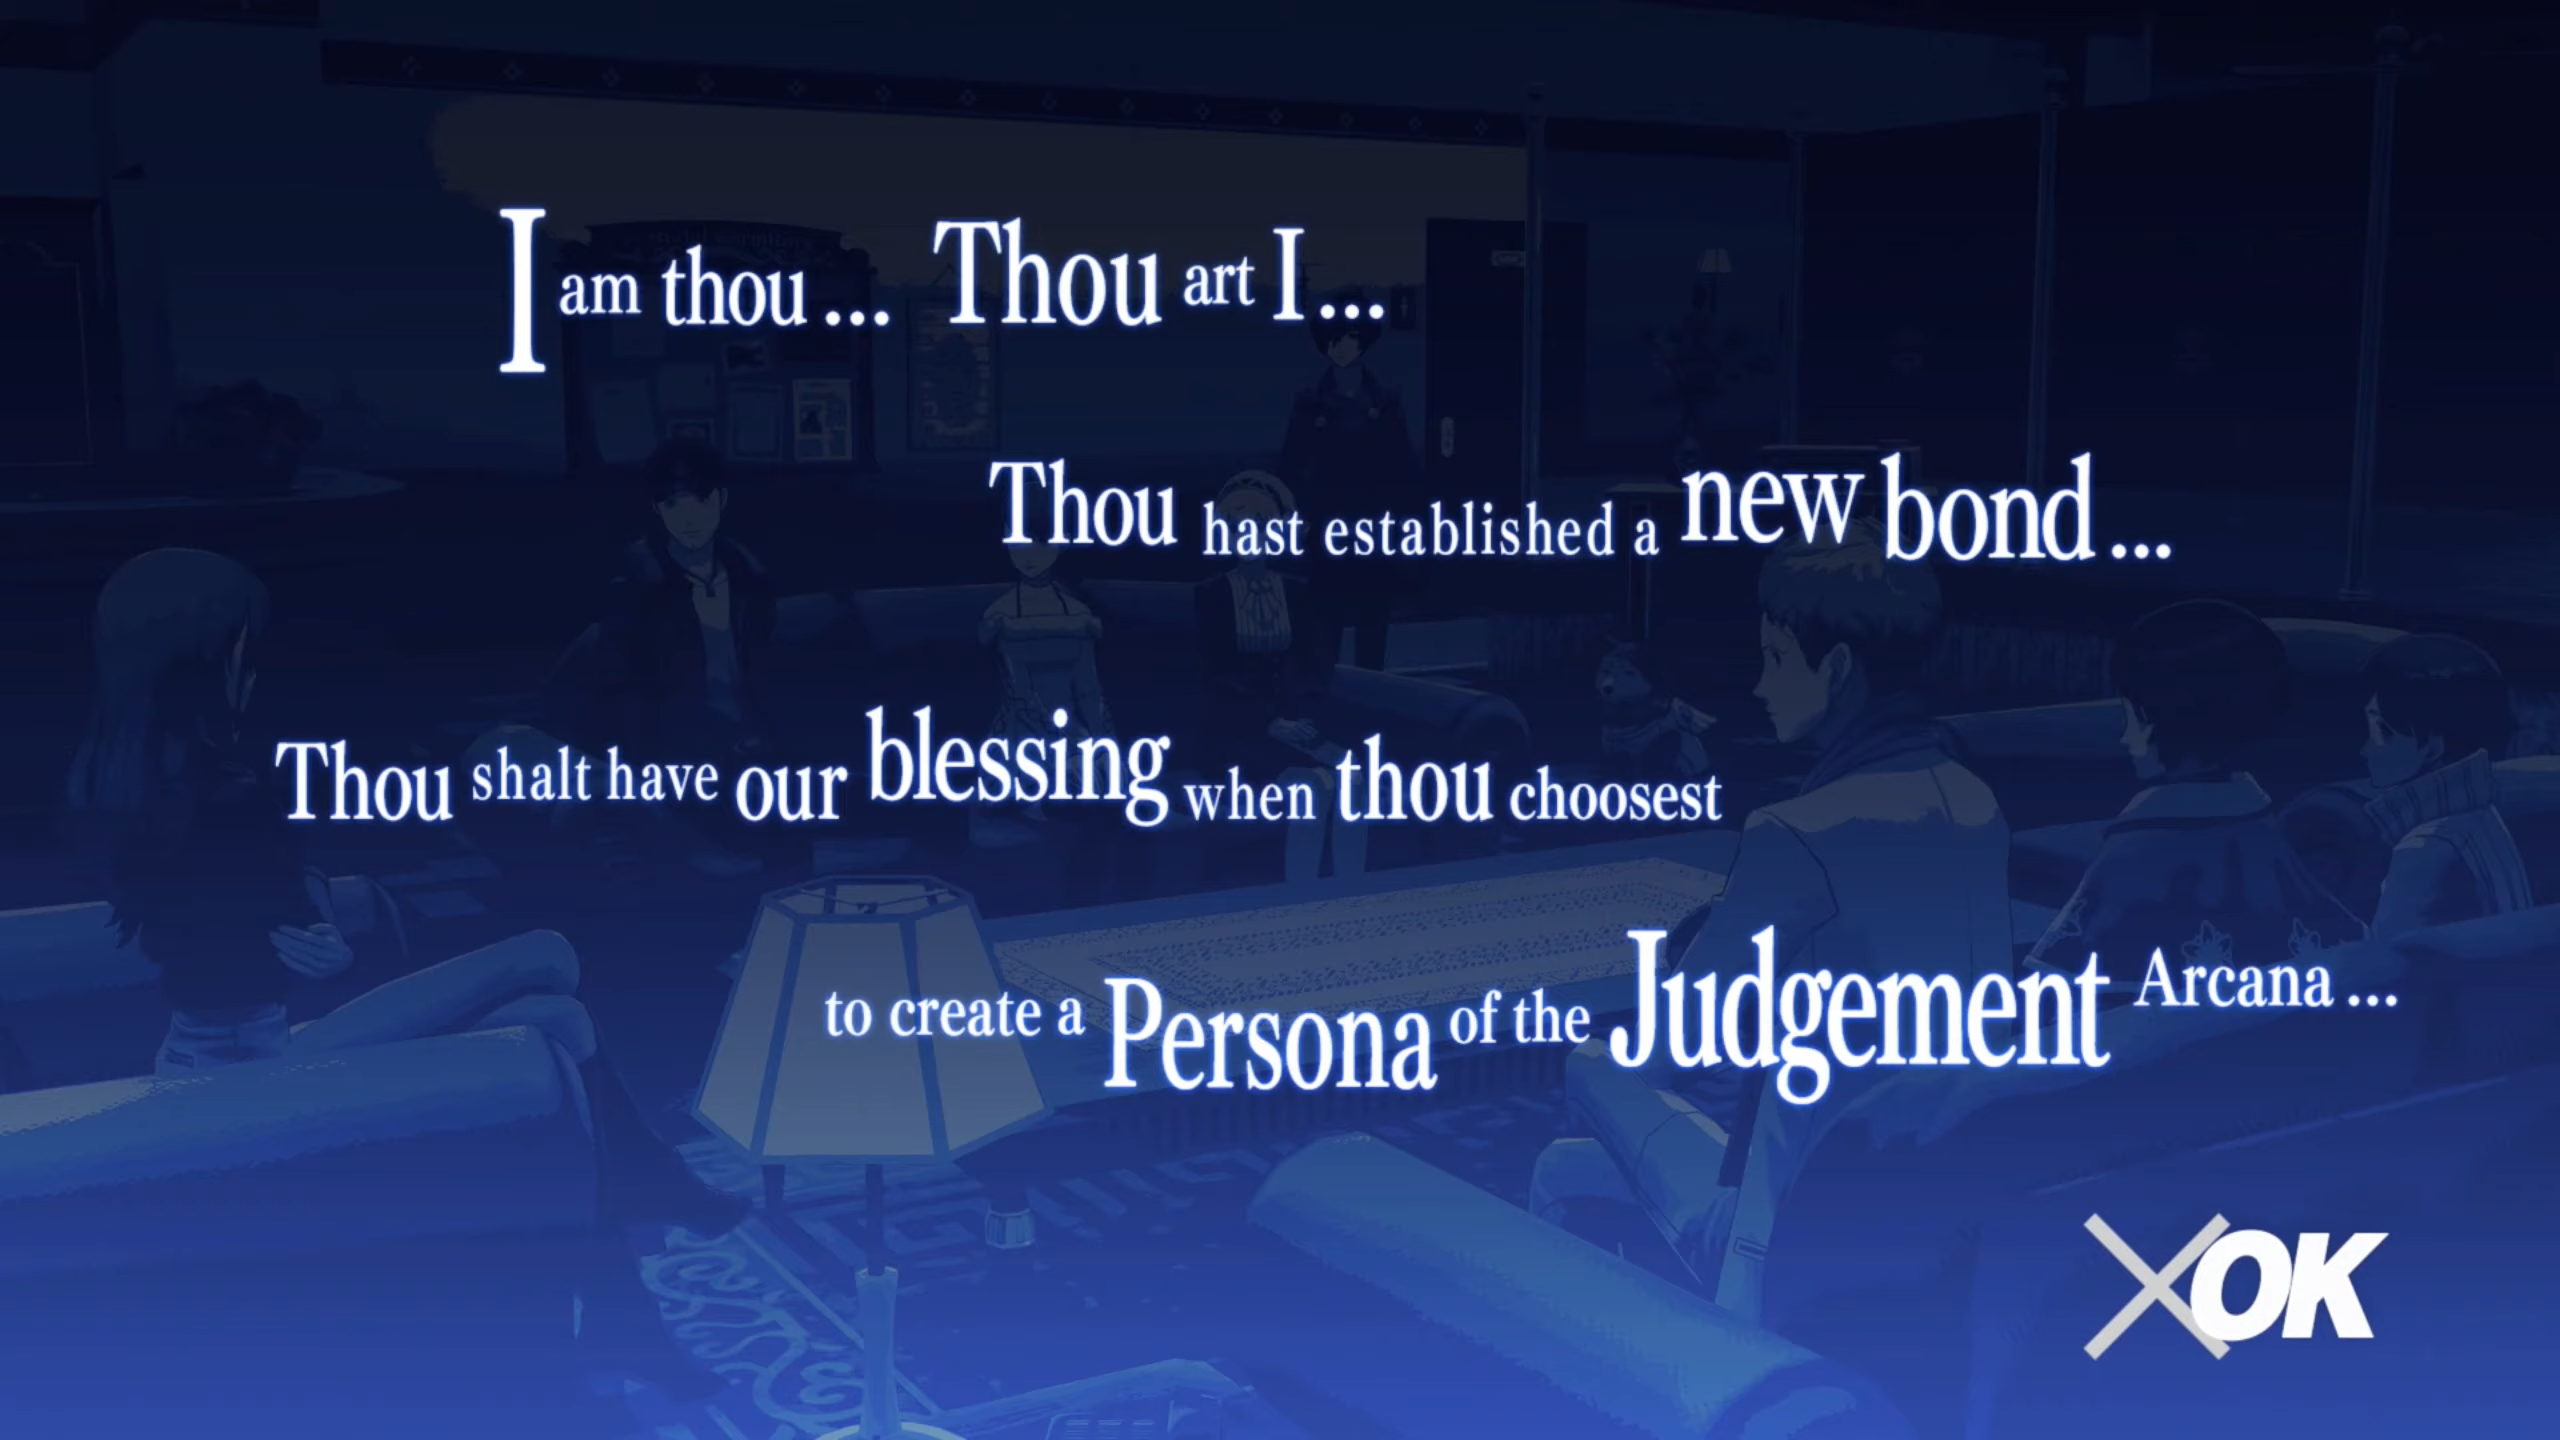 I am thou... Thou art I...
Thou hast established a new bond...
Thou shalt have our blessing when thou choosest
to create a Persona of the Judgement Arcana...
OK